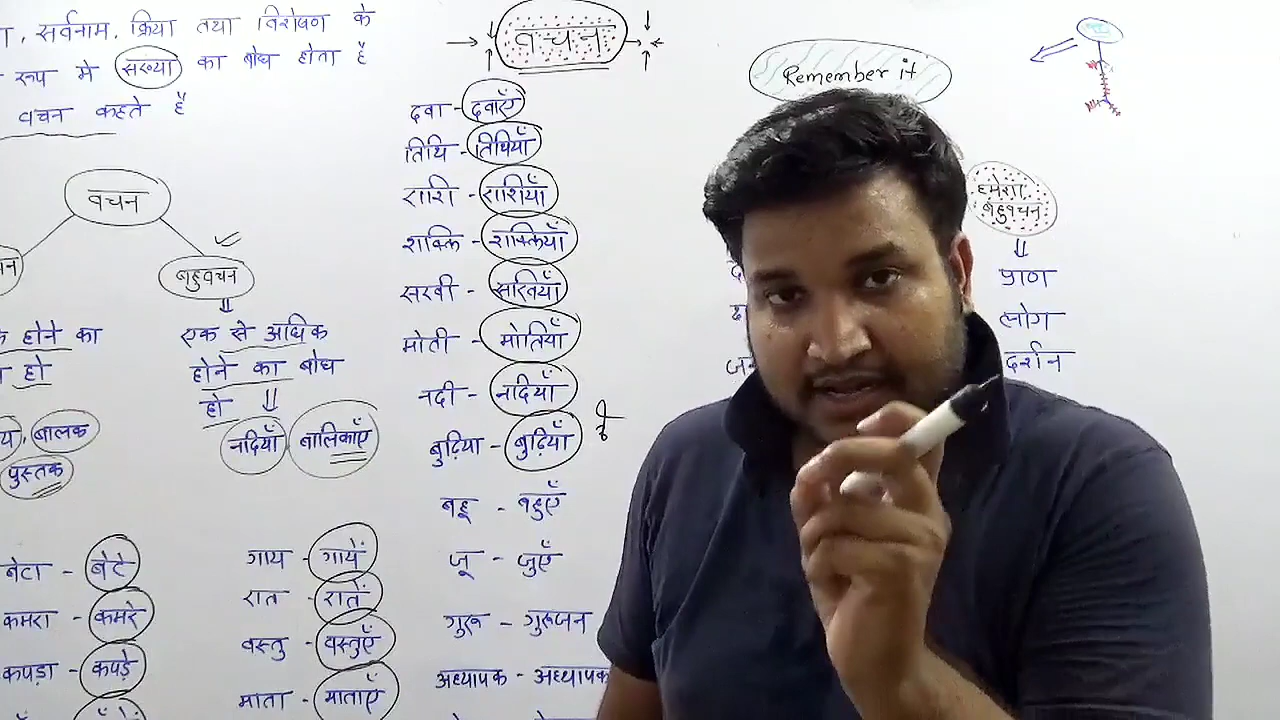 सर्वनाम, क्रिया तथा विशेषण के
रूप मे संख्या का बोध होता है
वचन कहते है
वचन
बहुवचन
होने का
हो
बालक
पुस्तक
एक से अधिक
होने का बोध
हो
नदियाँ, बालिकाएँ
बेटा - बेटे
कमरा - कमरे
कपड़ा - कपड़े
गाय - गायें
रात - रातें
वस्तु - वस्तुएँ
माता - माताएँ
वचन
दवा - दवाएँ
तिथि - तिथियाँ
राशि - राशियाँ
शक्ति - शक्तियाँ
सखी - सखियाँ
मोती - मोतियाँ
नदी - नदियाँ
बुढ़िया - बुढ़ियाँ
बहू - बहुएँ
जू - जुएँ
गुरू - गुरूजन
अध्यापक - अध्यापक
Remember it
हमेशा
बहुवचन
प्राण
लोग
दर्शन